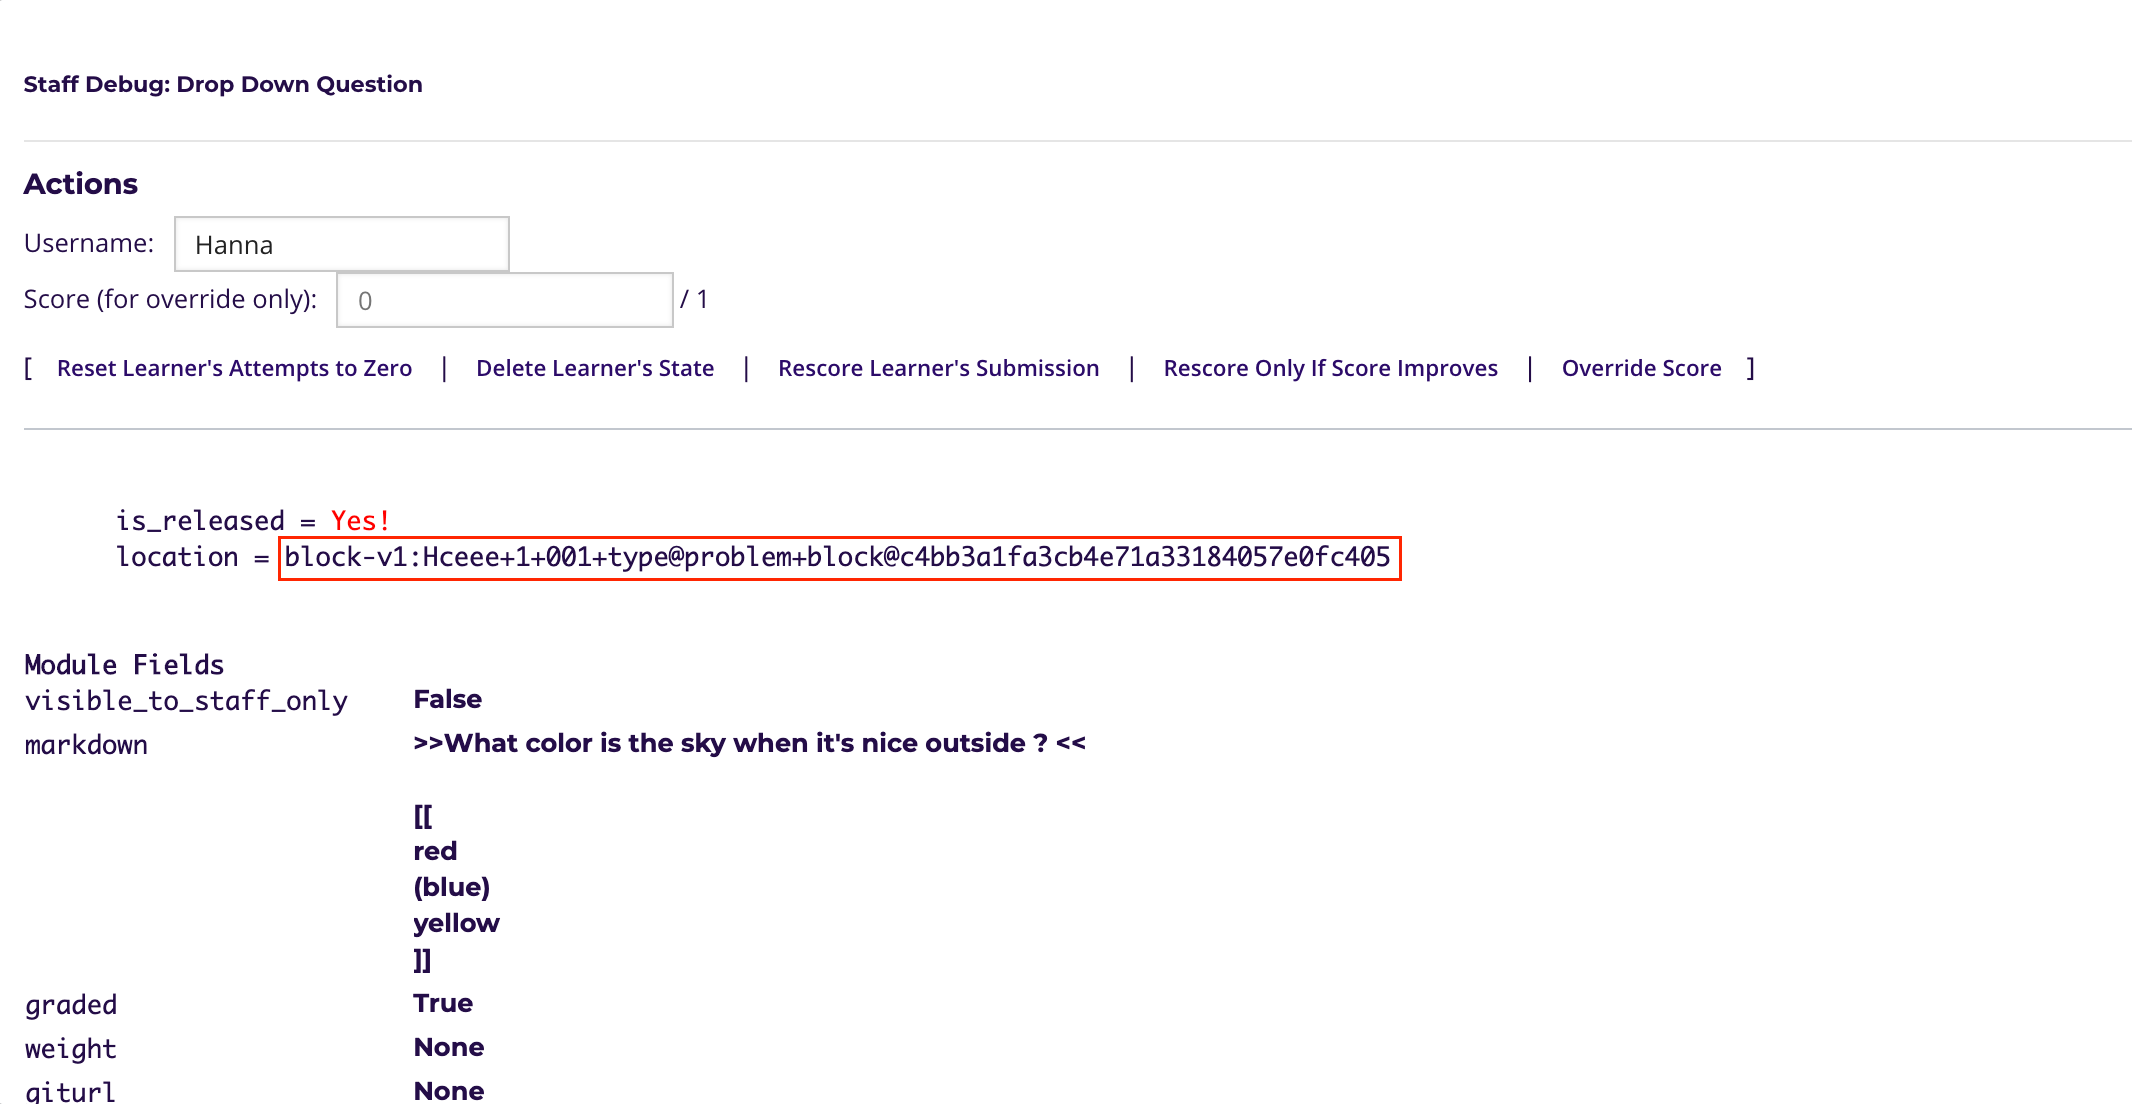 Staff Debug: Drop Down Question
Actions
Username: Hanna
Score (for override only): 0 / 1
[ Reset Learner's Attempts to Zero | Delete Learner's State | Rescore Learner's Submission | Rescore Only If Score Improves | Override Score ]
is_released = Yes!
location = block-v1:Hceee+1+001+type@problem+block@c4bb3a1fa3cb4e71a33184057e0fc405
Module Fields
visible_to_staff_only False
markdown >>What color is the sky when it's nice outside ? <<
[[
red
(blue)
yellow
]]
graded True
weight None
giturl None